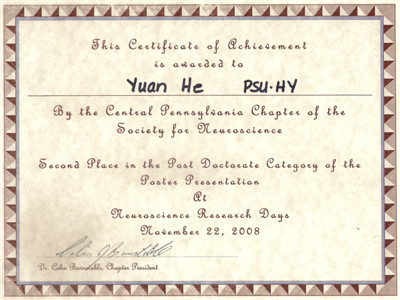 This Certificate of Achievement
is awarded to
Yuan He PSU-HY
By the Central Pennsylvania Chapter of the
Society for Neuroscience
Second Place in the Post Doctorate Category of the
Poster Presentation
At
Neuroscience Research Days
November 22, 2008
Dr. Colin Barnstable, Chapter President